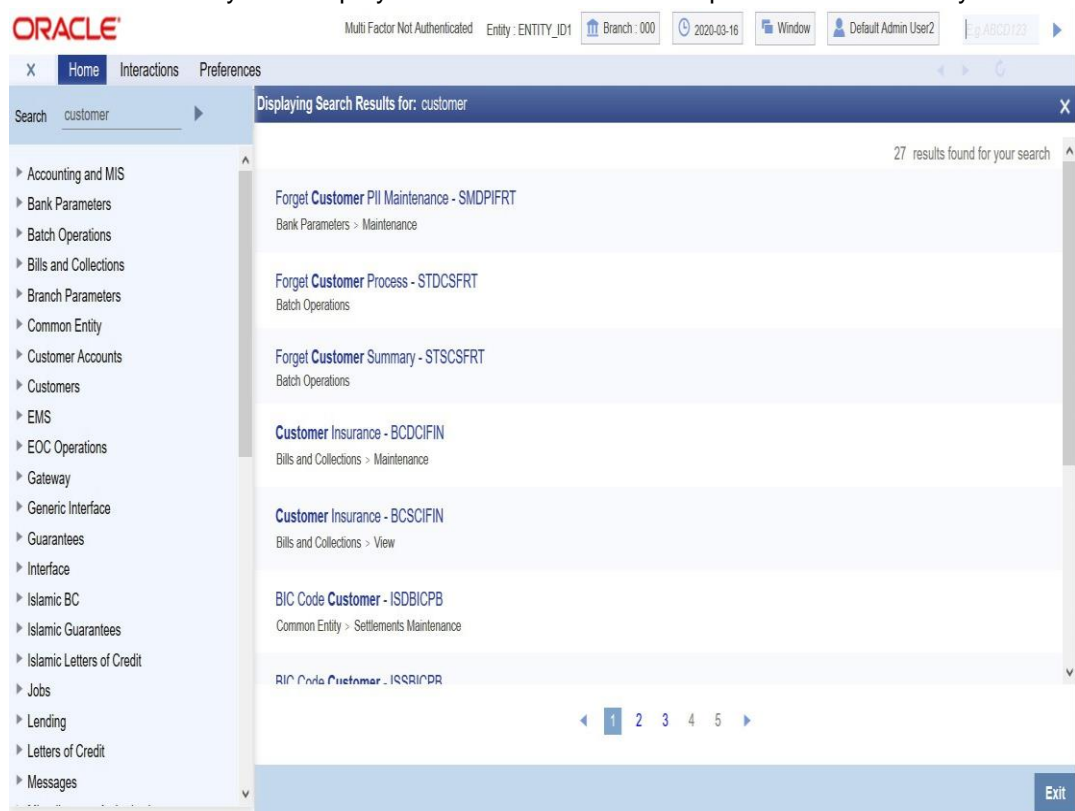 ORACLE
Multi Factor Not Authenticated Entity : ENTITY_ID1 Branch : 000 2020-03-16 Window Default Admin User2 E.g.ABCD123
X Home Interactions Preferences
Search customer
Displaying Search Results for: customer X
27 results found for your search
Accounting and MIS
Bank Parameters
Batch Operations
Bills and Collections
Branch Parameters
Common Entity
Customer Accounts
Customers
EMS
EOC Operations
Gateway
Generic Interface
Guarantees
Interface
Islamic BC
Islamic Guarantees
Islamic Letters of Credit
Jobs
Lending
Letters of Credit
Messages
Forget Customer PII Maintenance - SMDPIFRT
Bank Parameters > Maintenance
Forget Customer Process - STDCSFRT
Batch Operations
Forget Customer Summary - STSCSFRT
Batch Operations
Customer Insurance - BCDCIFIN
Bills and Collections > Maintenance
Customer Insurance - BCSCIFIN
Bills and Collections > View
BIC Code Customer - ISDBICPB
Common Entity > Settlements Maintenance
BIC Code Customer - ISSBICPB
1 2 3 4 5
Exit